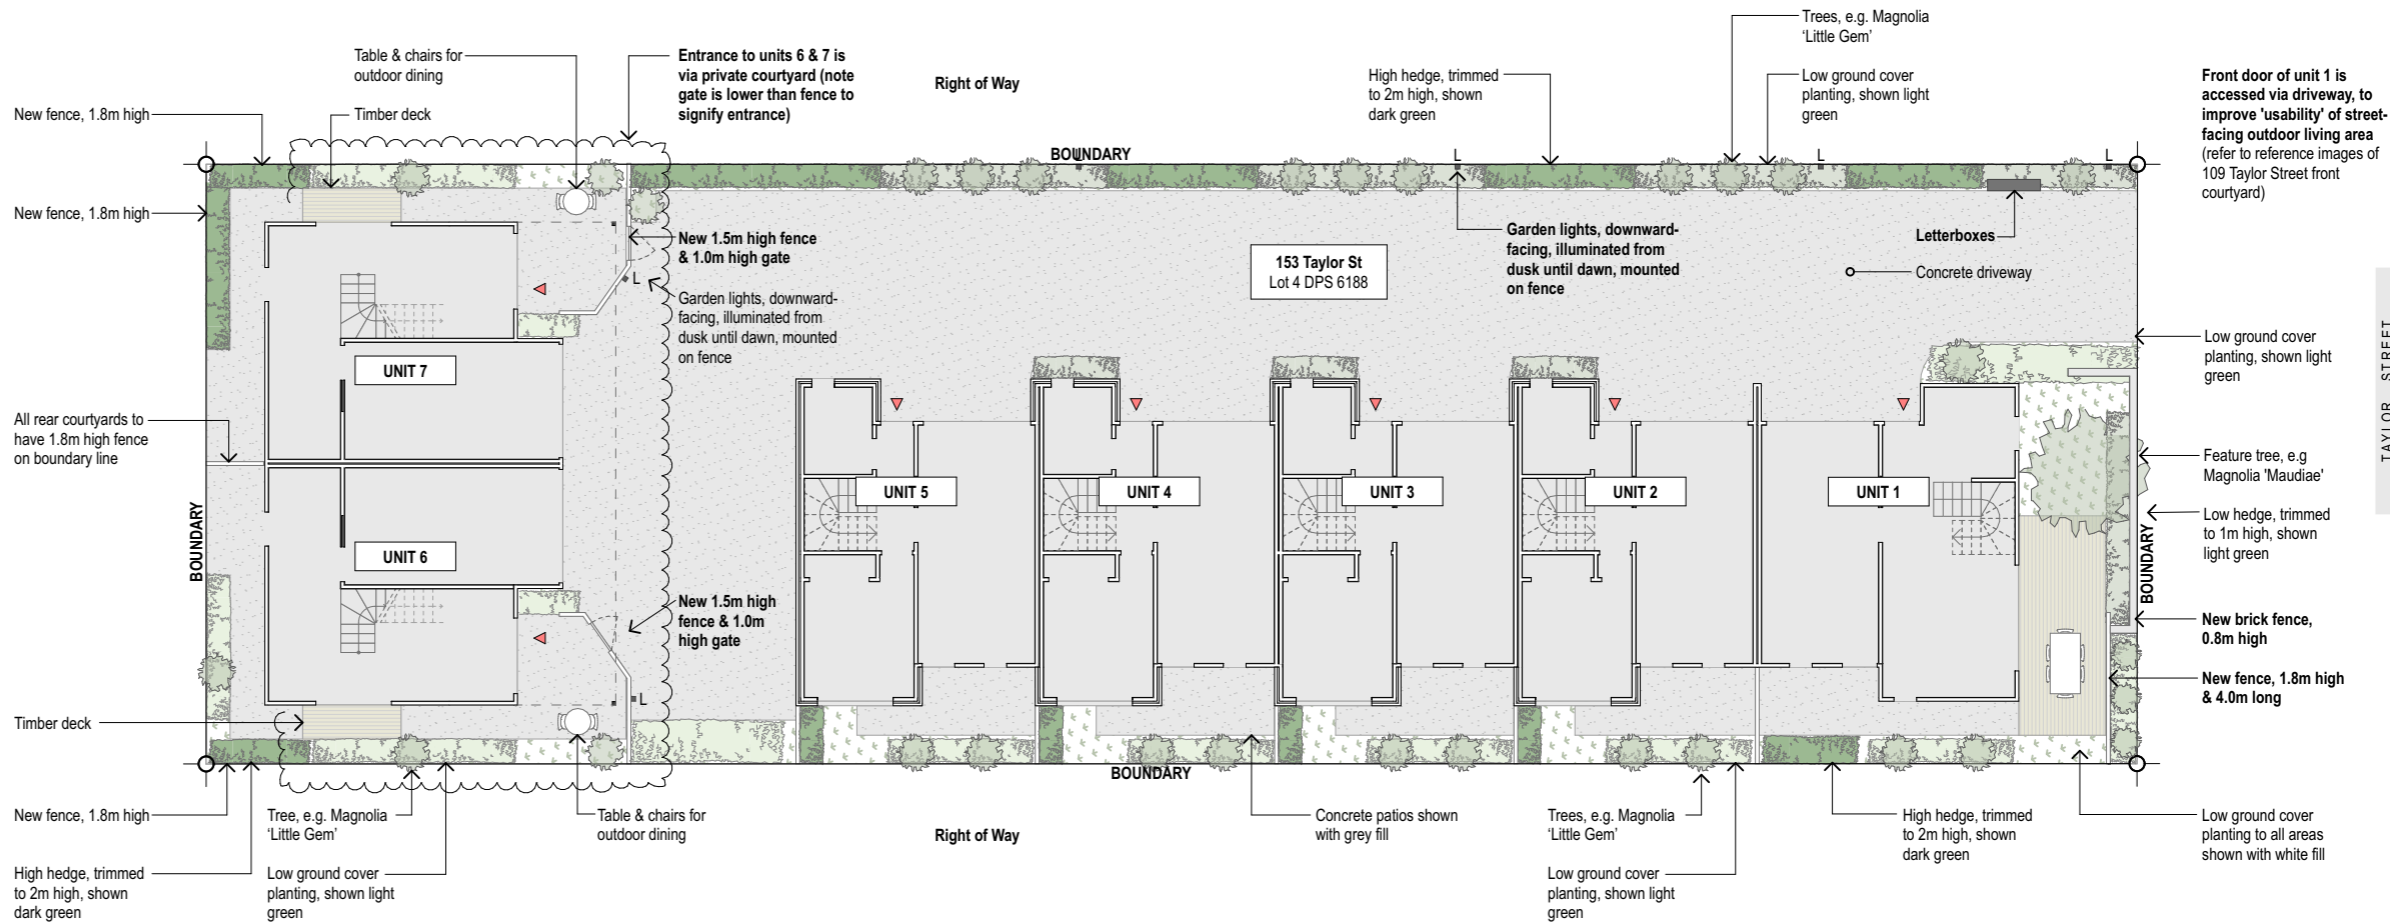 Trees, e.g. Magnolia
‘Little Gem’
Table & chairs for
outdoor dining
Entrance to units 6 & 7 is
via private courtyard (note
gate is lower than fence to
signify entrance)
Right of Way
High hedge, trimmed
to 2m high, shown
dark green
Low ground cover
planting, shown light
green
Front door of unit 1 is
accessed via driveway, to
improve 'usability' of street-
facing outdoor living area
(refer to reference images of
109 Taylor Street front
courtyard)
New fence, 1.8m high
Timber deck
BOUNDARY
L
L
L
New fence, 1.8m high
New 1.5m high fence
& 1.0m high gate
L
Garden lights, downward-
facing, illuminated from
dusk until dawn, mounted
on fence
153 Taylor St
Lot 4 DPS 6188
Garden lights, downward-
facing, illuminated from
dusk until dawn, mounted
on fence
Letterboxes
Concrete driveway
Low ground cover
planting, shown light
green
TAYLOR STREET
UNIT 7
All rear courtyards to
have 1.8m high fence
on boundary line
UNIT 5
UNIT 4
UNIT 3
UNIT 2
UNIT 1
Feature tree, e.g
Magnolia 'Maudiae'
Low hedge, trimmed
to 1m high, shown
light green
BOUNDARY
UNIT 6
BOUNDARY
New 1.5m high
fence & 1.0m
high gate
New brick fence,
0.8m high
New fence, 1.8m high
& 4.0m long
L
Timber deck
BOUNDARY
New fence, 1.8m high
Tree, e.g. Magnolia
‘Little Gem’
Table & chairs for
outdoor dining
Right of Way
Concrete patios shown
with grey fill
Trees, e.g. Magnolia
‘Little Gem’
High hedge, trimmed
to 2m high, shown
dark green
Low ground cover
planting to all areas
shown with white fill
High hedge, trimmed
to 2m high, shown
dark green
Low ground cover
planting, shown light
green
Low ground cover
planting, shown light
green